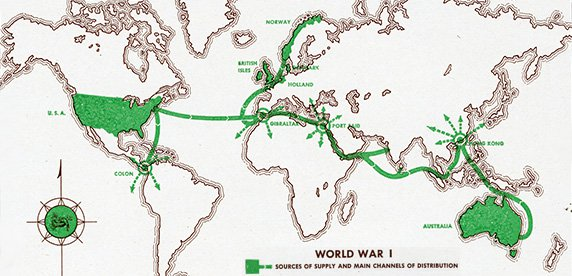 NORWAY
BRITISH
ISLES
DENMARK
HOLLAND
U. S. A.
GIBRALTAR
PORT SAID
HONG KONG
COLON
AUSTRALIA
WORLD WAR I
SOURCES OF SUPPLY AND MAIN CHANNELS OF DISTRIBUTION